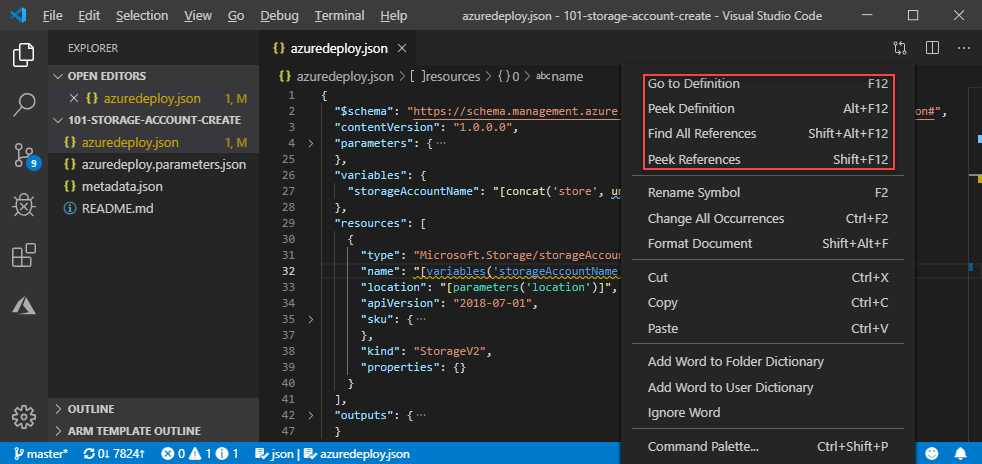 File Edit Selection View Go Debug Terminal Help azuredeploy.json - 101-storage-account-create - Visual Studio Code
EXPLORER
OPEN EDITORS
azuredeploy.json 1, M
101-STORAGE-ACCOUNT-CREATE
azuredeploy.json 1, M
azuredeploy.parameters.json
metadata.json
README.md
9
OUTLINE
ARM TEMPLATE OUTLINE
{} azuredeploy.json ×
{} azuredeploy.json > [ ]resources > {}0 > abc name
1 {
2 "$schema": "https://schema.management.azure on#",
3 "contentVersion": "1.0.0.0",
4 "parameters": {…
25 },
26 "variables": {
27 "storageAccountName": "[concat('store', un
28 },
29 "resources": [
30 {
31 "type": "Microsoft.Storage/storageAccou
32 "name": "[variables('storageAccountName'
33 "location": "[parameters('location')]",
34 "apiVersion": "2018-07-01",
35 "sku": {…
37 },
38 "kind": "StorageV2",
39 "properties": {}
40 }
41 ],
42 "outputs": {…
47 }
Go to Definition F12
Peek Definition Alt+F12
Find All References Shift+Alt+F12
Peek References Shift+F12
Rename Symbol F2
Change All Occurrences Ctrl+F2
Format Document Shift+Alt+F
Cut Ctrl+X
Copy Ctrl+C
Paste Ctrl+V
Add Word to Folder Dictionary
Add Word to User Dictionary
Ignore Word
Command Palette... Ctrl+Shift+P
master* 0↓ 7824↑ 0 1 1 json | azuredeploy.json